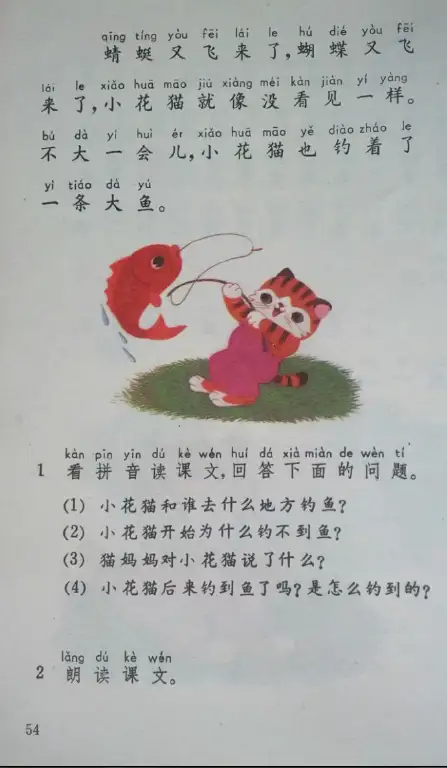 qīng tíng yòu fēi lái le hú dié yòu fēi
蜻蜓又飞来了,蝴蝶又飞
lái le xiǎo huā māo jiù xiàng méi kàn jiàn yí yàng
来了,小花猫就像没看见一样。
bú dà yí huì ér xiǎo huā māo yě diào zháo le
不大一会儿,小花猫也钓着了
yì tiáo dà yú
一条大鱼。
kàn pīn yīn dú kè wén huí dá xià miàn de wèn tí
1 看拼音读课文,回答下面的问题。
(1) 小花猫和谁去什么地方钓鱼?
(2) 小花猫开始为什么钓不到鱼?
(3) 猫妈妈对小花猫说了什么?
(4) 小花猫后来钓到鱼了吗?是怎么钓到的?
lǎng dú kè wén
2 朗读课文。
54